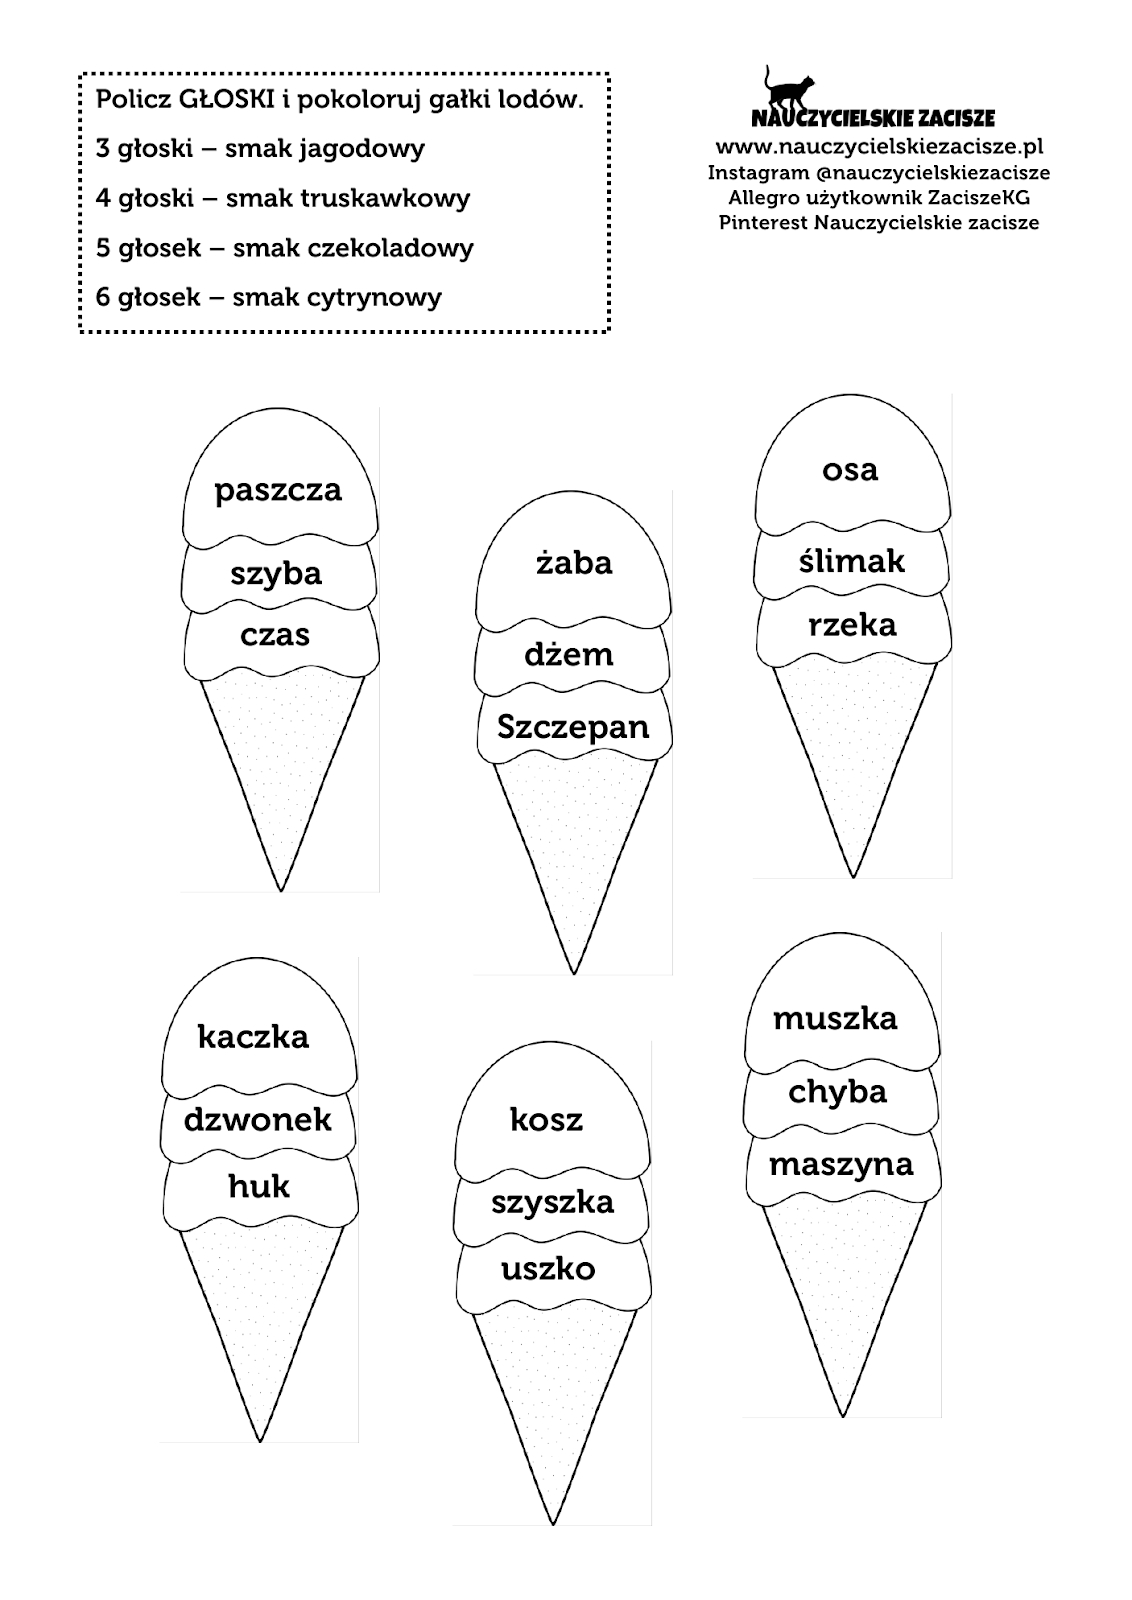 Policz GŁOSKI i pokoloruj gałki lodów.
3 głoski – smak jagodowy
4 głoski – smak truskawkowy
5 głosek – smak czekoladowy
6 głosek – smak cytrynowy
NAUCZYCIELSKIE ZACISZE
www.nauczycielskiezacisze.pl
Instagram @nauczycielskiezacisze
Allegro użytkownik ZaciszeKG
Pinterest Nauczycielskie zacisze
paszcza
szyba
czas
żaba
dżem
Szczepan
osa
ślimak
rzeka
kaczka
dzwonek
huk
kosz
szyszka
uszko
muszka
chyba
maszyna